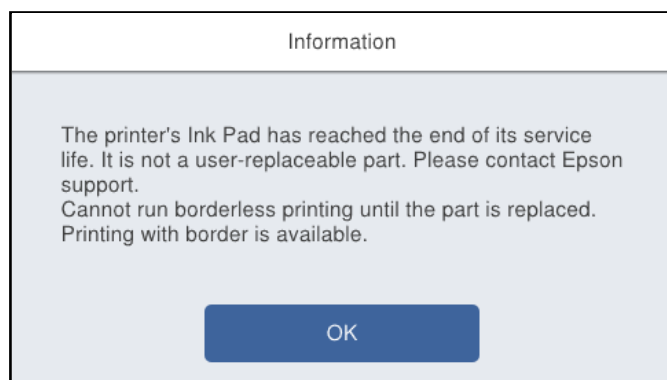 Information
The printer's Ink Pad has reached the end of its service
life. It is not a user-replaceable part. Please contact Epson
support.
Cannot run borderless printing until the part is replaced.
Printing with border is available.
OK